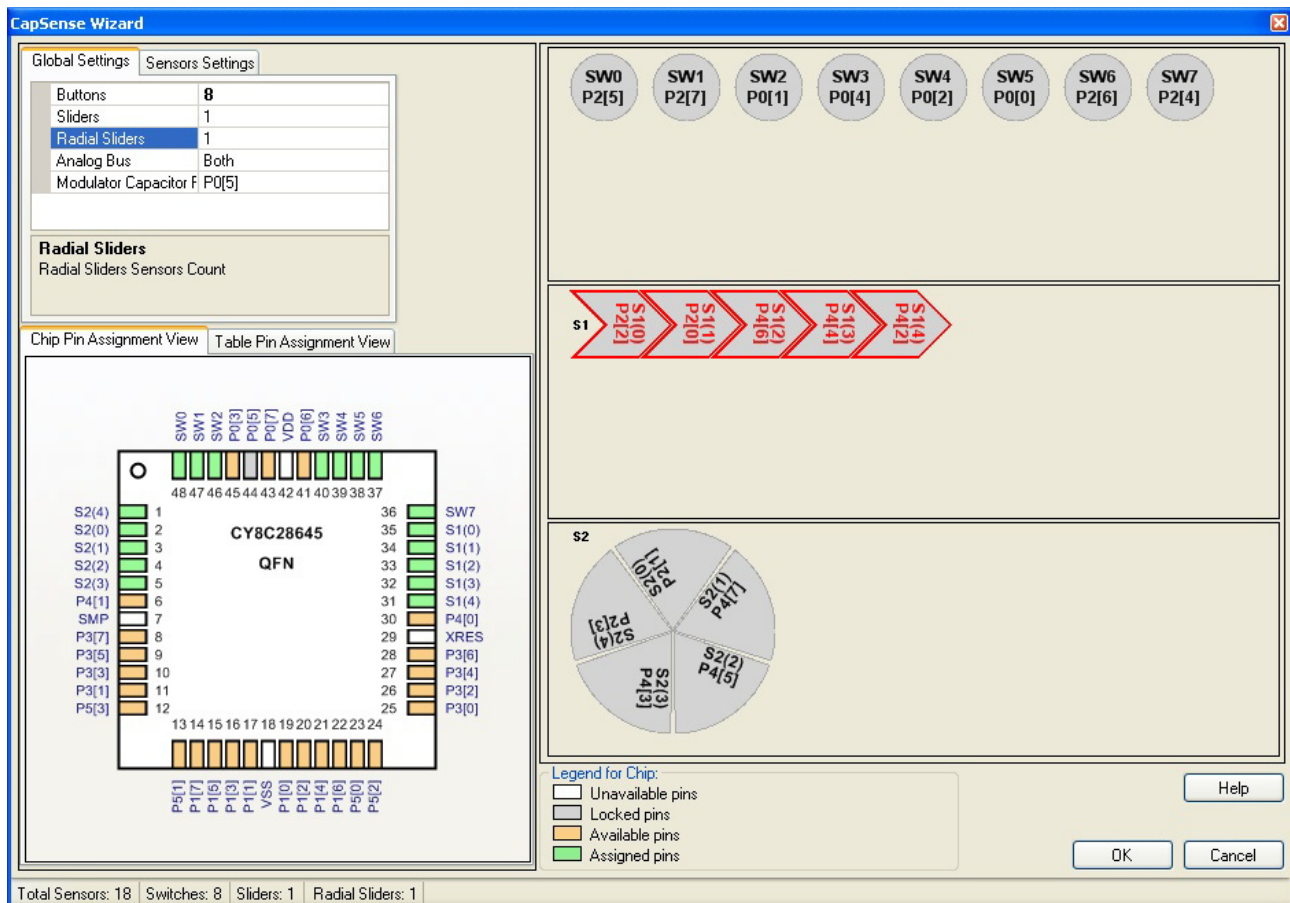 CapSense Wizard
Global Settings
Sensors Settings
Buttons 8
Sliders 1
Radial Sliders 1
Analog Bus Both
Modulator Capacitor F P0[5]
Radial Sliders
Radial Sliders Sensors Count
Chip Pin Assignment View
Table Pin Assignment View
SW0 SW1 SW2 P0[3] P0[5] P0[7] VDD P0[6] SW3 SW4 SW5 SW6
48 47 46 45 44 43 42 41 40 39 38 37
S2(4) 1 36 SW7
S2(0) 2 CY8C28645 35 S1(0)
S2(1) 3 34 S1(1)
S2(2) 4 QFN 33 S1(2)
S2(3) 5 32 S1(3)
P4[1] 6 31 S1(4)
SMP 7 30 P4[0]
P3[7] 8 29 XRES
P3[5] 9 28 P3[6]
P3[3] 10 27 P3[4]
P3[1] 11 26 P3[2]
P5[3] 12 25 P3[0]
13 14 15 16 17 18 19 20 21 22 23 24
P5[1] P1[7] P1[5] P1[3] P1[1] VSS P1[0] P1[2] P1[4] P1[6] P5[0] P5[2]
SW0 SW1 SW2 SW3 SW4 SW5 SW6 SW7
P2[5] P2[7] P0[1] P0[4] P0[2] P0[0] P2[6] P2[4]
S1
S1(0) P2[2]
S1(1) P2[0]
S1(2) P4[6]
S1(3) P4[4]
S1(4) P4[2]
S2
S2(0) P2[1]
S2(1) P4[7]
S2(2) P4[5]
S2(3) P4[3]
S2(4) P2[3]
Legend for Chip:
Unavailable pins
Locked pins
Available pins
Assigned pins
Help
OK
Cancel
Total Sensors: 18 Switches: 8 Sliders: 1 Radial Sliders: 1